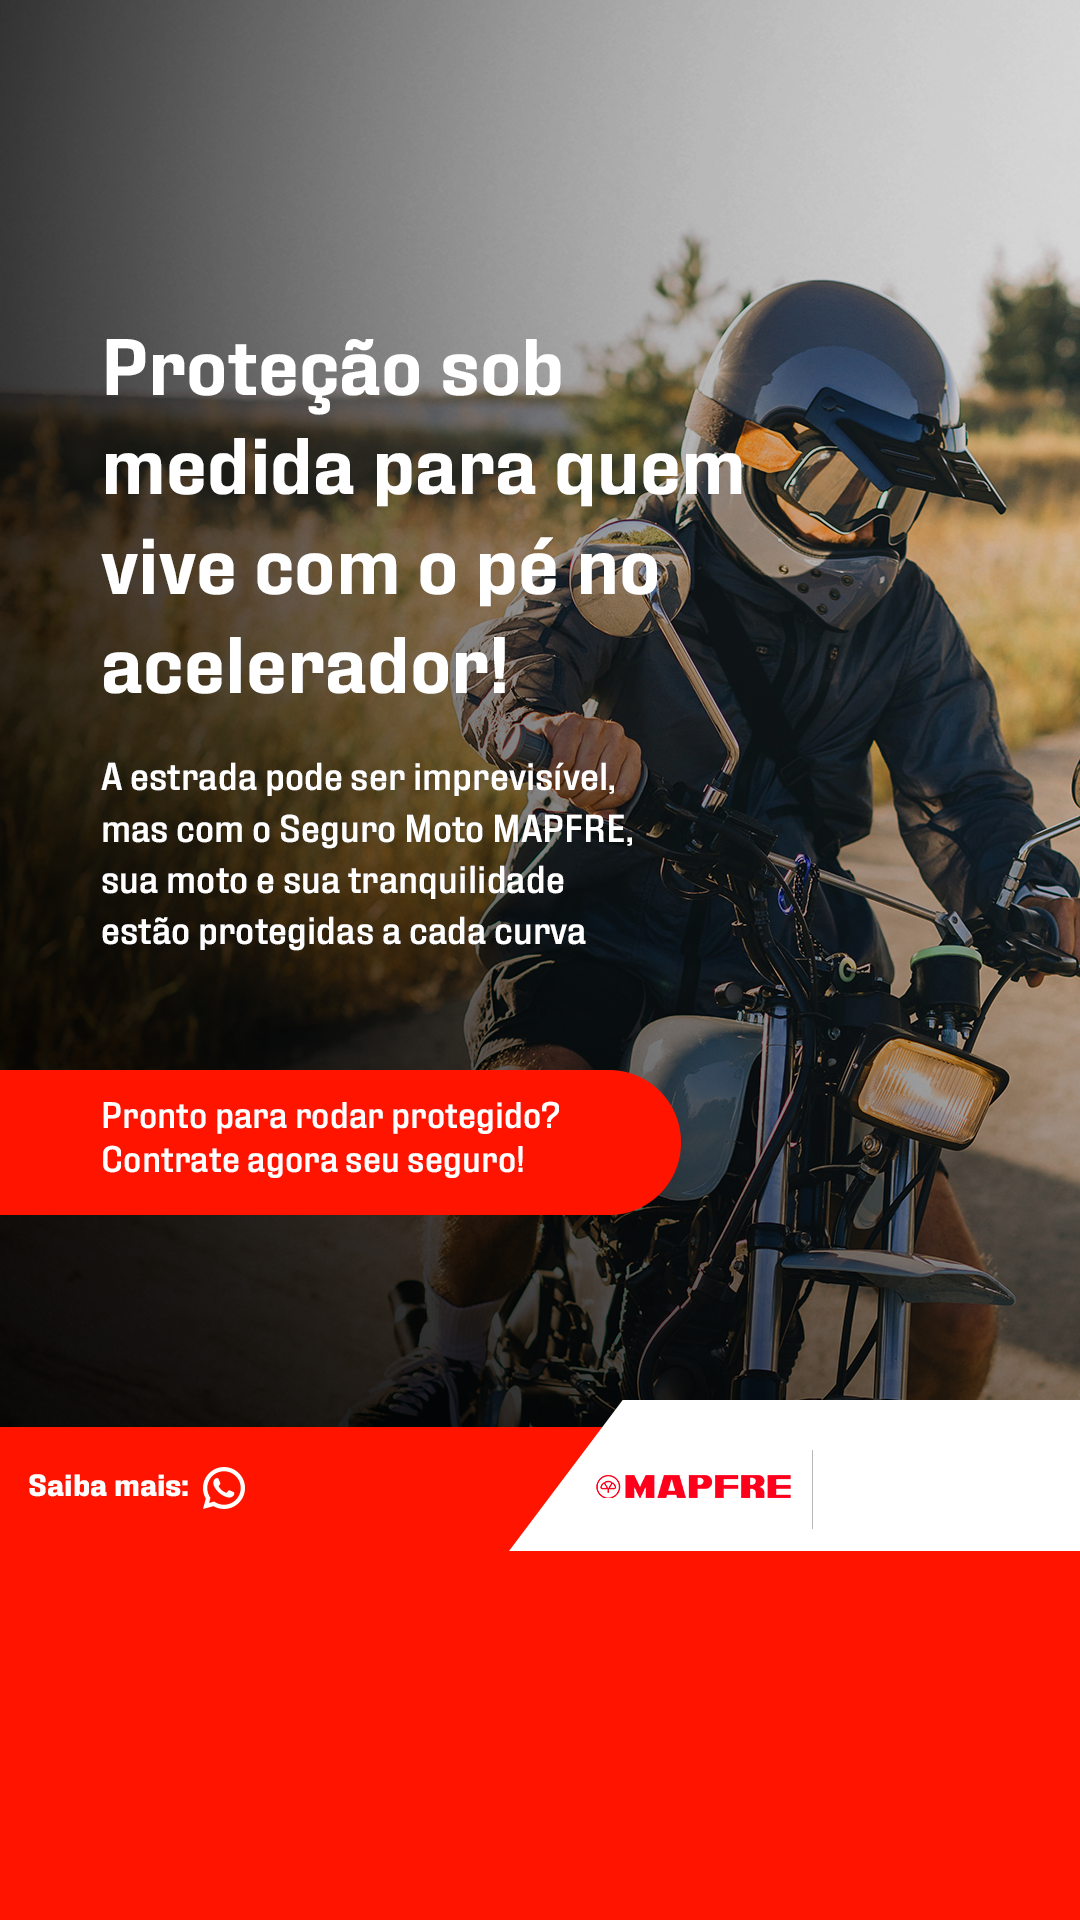 Proteção sob
medida para quem
vive com o pé no
acelerador!
A estrada pode ser imprevisível,
mas com o Seguro Moto MAPFRE,
sua moto e sua tranquilidade
estão protegidas a cada curva
Pronto para rodar protegido?
Contrate agora seu seguro!
Saiba mais:
MAPFRE